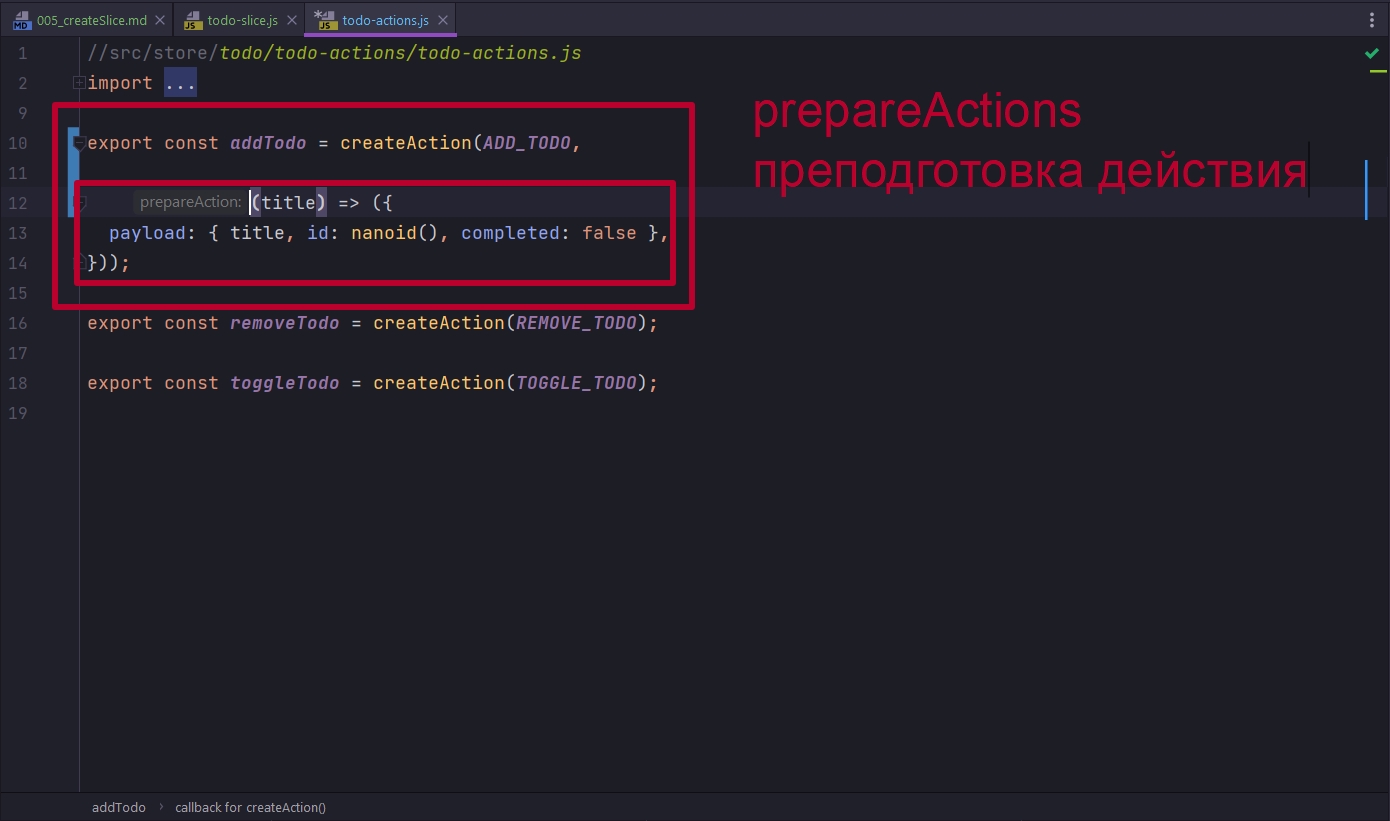 005_createSlice.md
todo-slice.js
todo-actions.js
1 //src/store/todo/todo-actions/todo-actions.js
2 import ...
9
10 export const addTodo = createAction(ADD_TODO,
11
12 prepareAction: (title) => ({
13 payload: { title, id: nanoid(), completed: false },
14 }));
15
16 export const removeTodo = createAction(REMOVE_TODO);
17
18 export const toggleTodo = createAction(TOGGLE_TODO);
19
prepareActions
преподготовка действия
addTodo › callback for createAction()